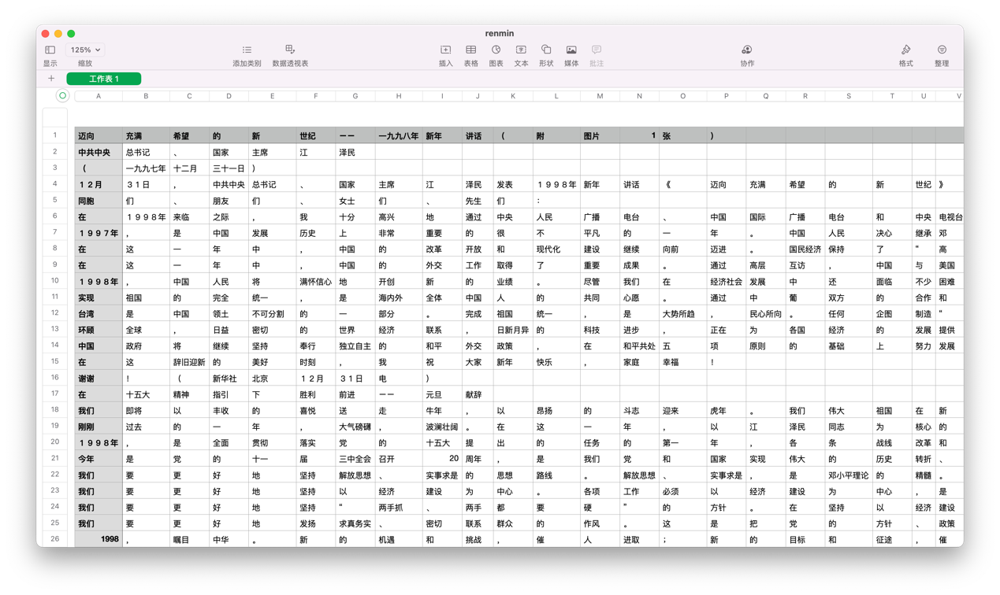 renmin
125%
显示 缩放 添加类别 数据透视表 插入 表格 图表 文本 形状 媒体 批注 协作 格式 整理
+ 工作表 1
A B C D E F G H I J K L M N O P Q R S T U V
1 迈向 充满 希望 的 新 世纪 —— 一九九八年 新年 讲话 （ 附 图片 1 张 ）
2 中共中央 总书记 、 国家 主席 江 泽民
3 （ 一九九七年 十二月 三十一日 ）
4 １２月 ３１日 ， 中共中央 总书记 、 国家 主席 江 泽民 发表 １９９８年 新年 讲话 《 迈向 充满 希望 的 新 世纪 》
5 同胞 们 、 朋友 们 、 女士 们 、 先生 们 ：
6 在 １９９８年 来临 之际 ， 我 十分 高兴 地 通过 中央 人民 广播 电台 、 中国 国际 广播 电台 和 中央 电视台
7 １９９７年 ， 是 中国 发展 历史 上 非常 重要 的 很 不 平凡 的 一 年 。 中国 人民 决心 继承 邓
8 在 这 一 年 中 ， 中国 的 改革 开放 和 现代化 建设 继续 向前 迈进 。 国民经济 保持 了 “ 高
9 在 这 一 年 中 ， 中国 的 外交 工作 取得 了 重要 成果 。 通过 高层 互访 ， 中国 与 美国
10 １９９８年 ， 中国 人民 将 满怀信心 地 开创 新 的 业绩 。 尽管 我们 在 经济社会 发展 中 还 面临 不少 困难
11 实现 祖国 的 完全 统一 ， 是 海内外 全体 中国 人 的 共同 心愿 。 通过 中 葡 双方 的 合作 和
12 台湾 是 中国 领土 不可分割 的 一 部分 。 完成 祖国 统一 ， 是 大势所趋 ， 民心所向 。 任何 企图 制造 “
13 环顾 全球 ， 日益 密切 的 世界 经济 联系 ， 日新月异 的 科技 进步 ， 正在 为 各国 经济 的 发展 提供
14 中国 政府 将 继续 坚持 奉行 独立自主 的 和平 外交 政策 ， 在 和平共处 五 项 原则 的 基础 上 努力 发展
15 在 这 辞旧迎新 的 美好 时刻 ， 我 祝 大家 新年 快乐 ， 家庭 幸福 ！
16 谢谢 ！ （ 新华社 北京 １２月 ３１日 电 ）
17 在 十五大 精神 指引 下 胜利 前进 —— 元旦 献辞
18 我们 即将 以 丰收 的 喜悦 送 走 牛年 ， 以 昂扬 的 斗志 迎来 虎年 。 我们 伟大 祖国 在 新
19 刚刚 过去 的 一 年 ， 大气磅礴 ， 波澜壮阔 。 在 这 一 年 ， 以 江 泽民 同志 为 核心 的
20 １９９８年 ， 是 全面 贯彻 落实 党 的 十五大 提 出 的 任务 的 第一 年 ， 各 条 战线 改革 和
21 今年 是 党 的 十一 届 三中全会 召开 20 周年 ， 是 我们 党 和 国家 实现 伟大 的 历史 转折 、
22 我们 要 更 好 地 坚持 解放思想 、 实事求是 的 思想 路线 。 解放思想 、 实事求是 ， 是 邓小平理论 的 精髓 。
23 我们 要 更 好 地 坚持 以 经济 建设 为 中心 。 各项 工作 必须 以 经济 建设 为 中心 ， 是
24 我们 要 更 好 地 坚持 “ 两手抓 、 两手 都 要 硬 ” 的 方针 。 在 坚持 以 经济 建设
25 我们 要 更 好 地 发扬 求真务实 、 密切 联系 群众 的 作风 。 这 是 把 党 的 方针 、 政策
26 1998 ， 瞩目 中华 。 新 的 机遇 和 挑战 ， 催 人 进取 ； 新 的 目标 和 征途 ， 催